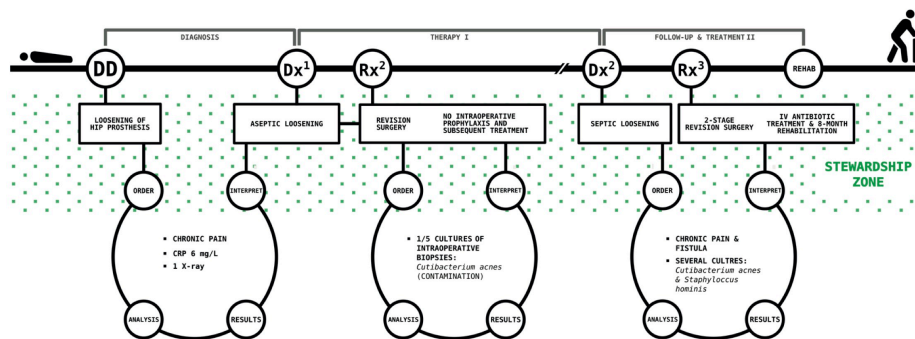 DIAGNOSIS
THERAPY I
FOLLOW-UP & TREATMENT II
DD
Dx¹
Rx²
Dx²
Rx³
REHAB
LOOSENING OF
HIP PROSTHESIS
ASEPTIC LOOSENING
REVISION
SURGERY
NO INTRAOPERATIVE
PROPHYLAXIS AND
SUBSEQUENT TREATMENT
SEPTIC LOOSENING
2-STAGE
REVISION SURGERY
IV ANTIBIOTIC
TREATMENT & 8-MONTH
REHABILITATION
STEWARDSHIP
ZONE
ORDER
INTERPRET
▪ CHRONIC PAIN
▪ CRP 6 mg/L
▪ 1 X-ray
ANALYSIS
RESULTS
ORDER
INTERPRET
▪ 1/5 CULTURES OF
INTRAOPERATIVE
BIOPSIES:
Cutibacterium acnes
(CONTAMINATION)
ANALYSIS
RESULTS
ORDER
INTERPRET
▪ CHRONIC PAIN &
FISTULA
▪ SEVERAL CULTRES:
Cutibacterium acnes
& Staphyloccus
hominis
ANALYSIS
RESULTS